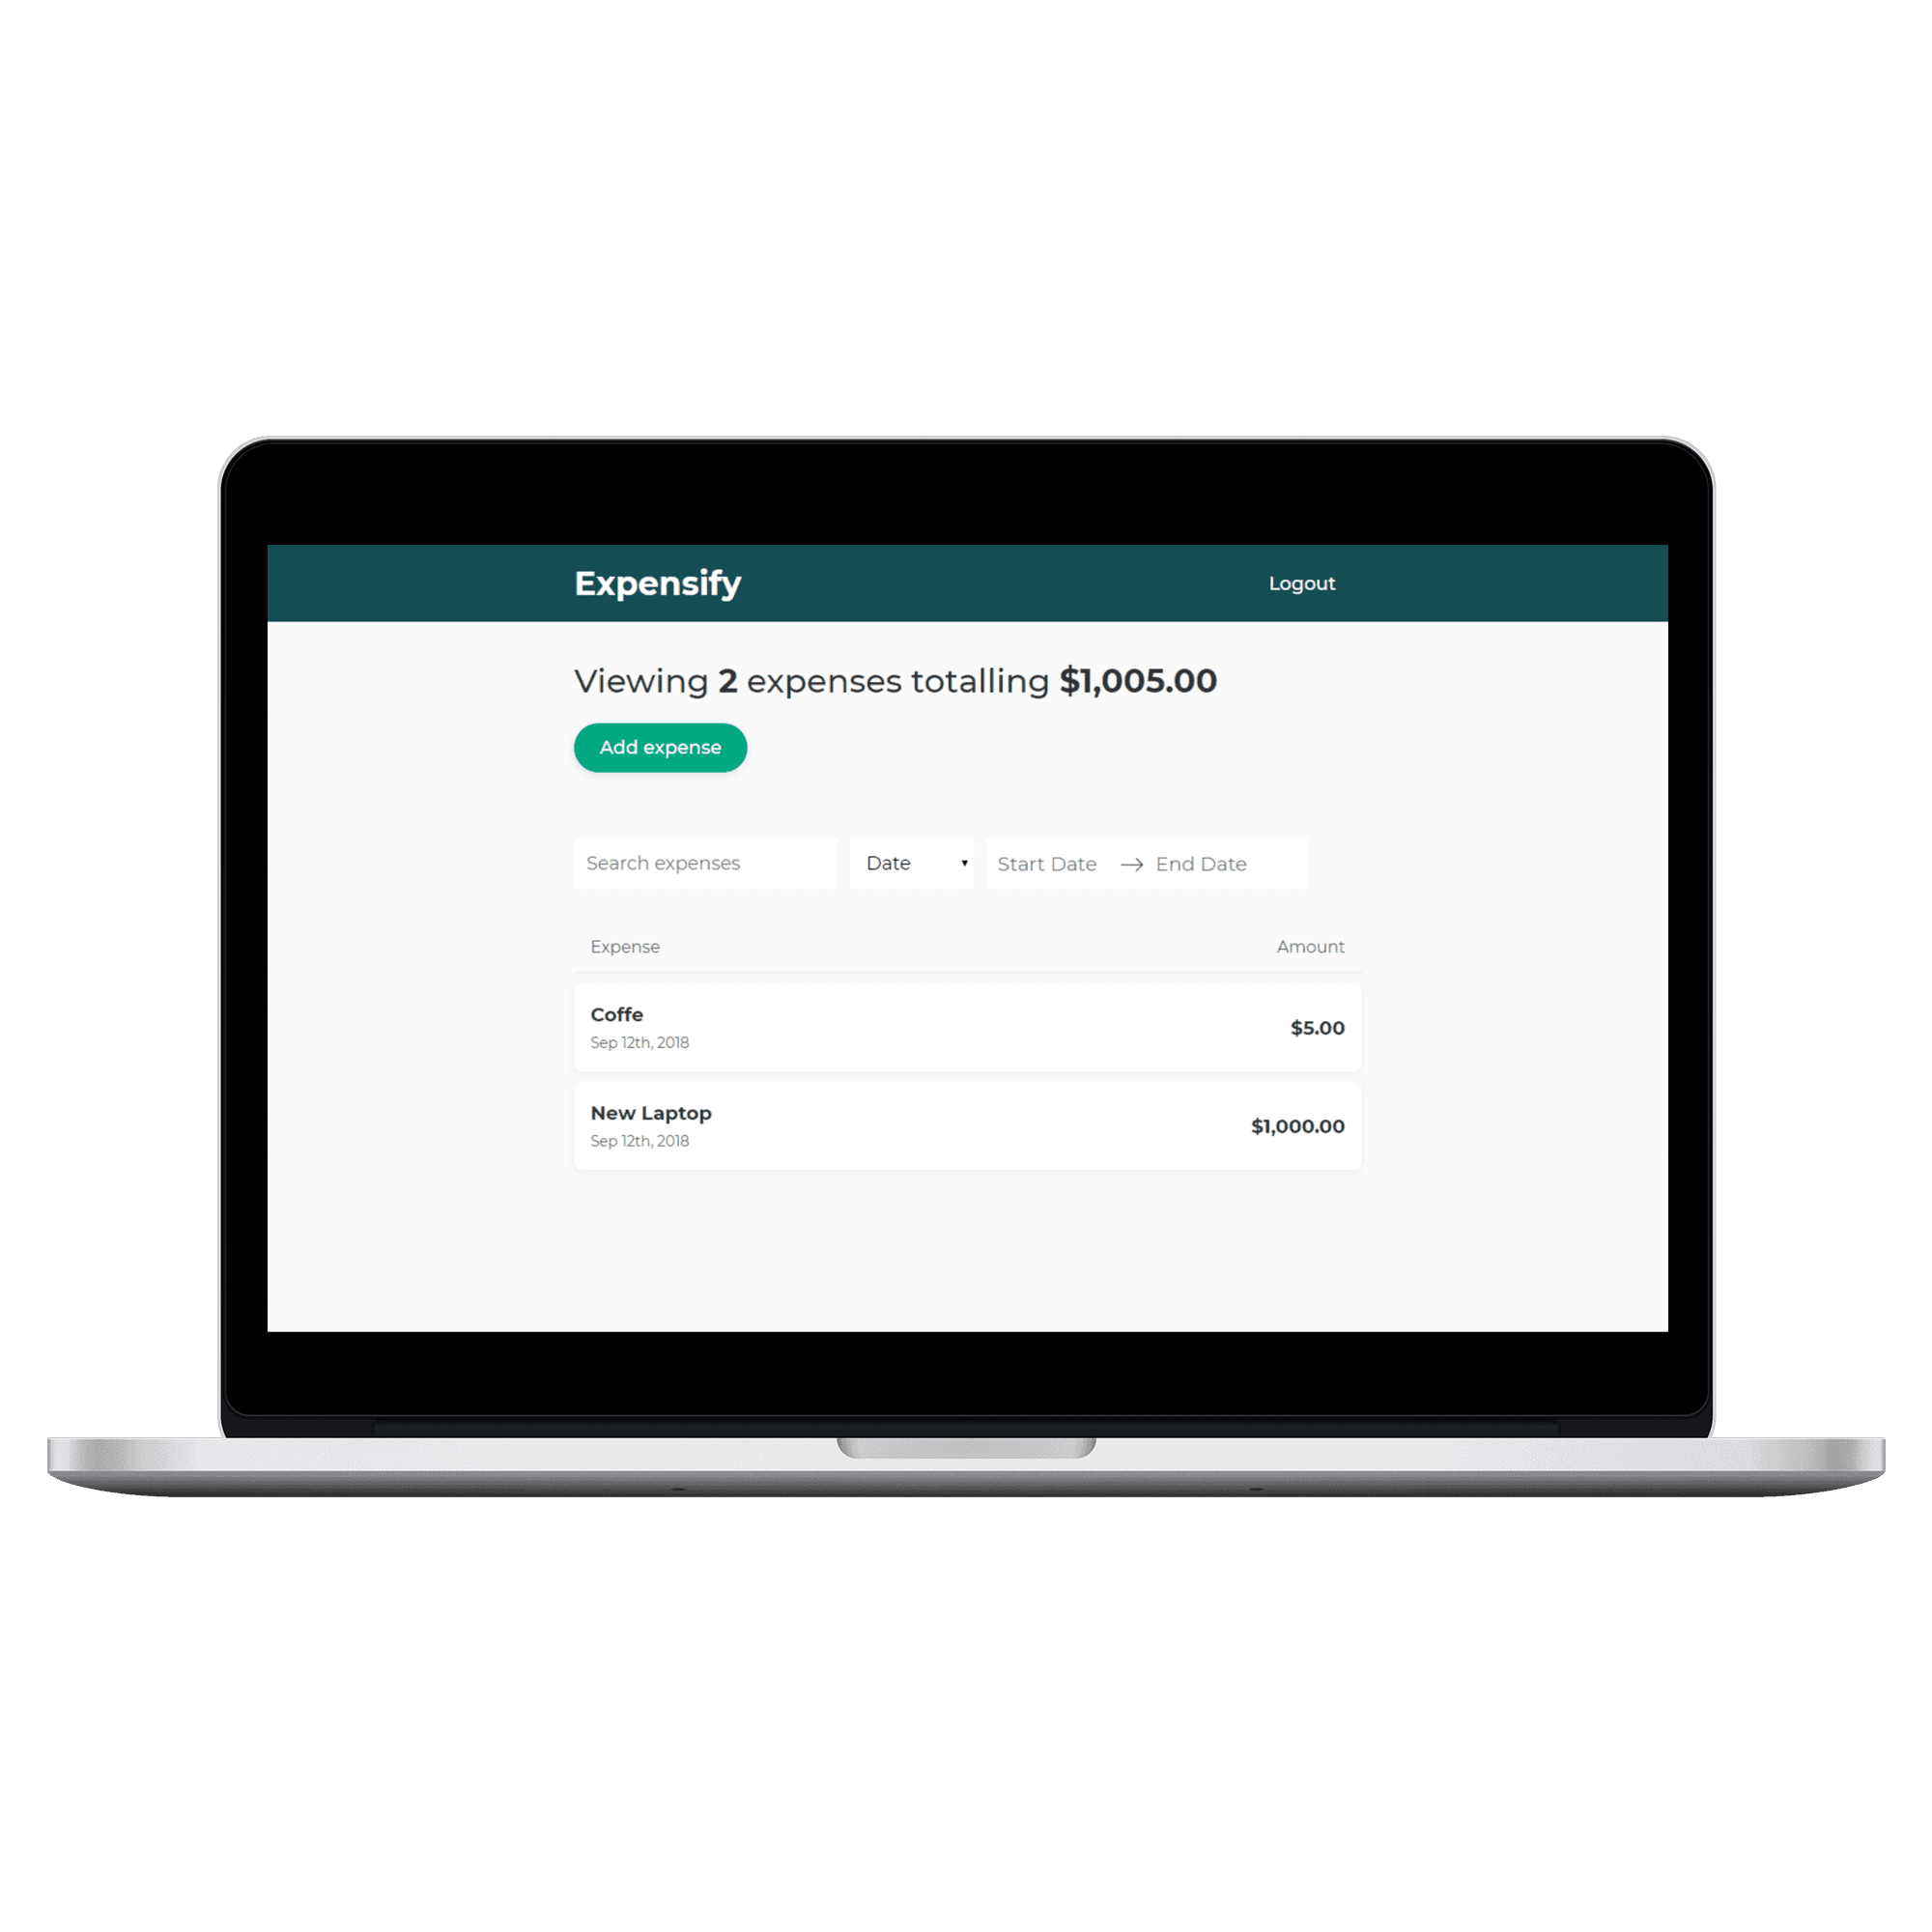 Expensify
Logout
Viewing 2 expenses totalling $1,005.00
Add expense
Search expenses
Date
Start Date → End Date
Expense
Amount
Coffe
Sep 12th, 2018
$5.00
New Laptop
Sep 12th, 2018
$1,000.00